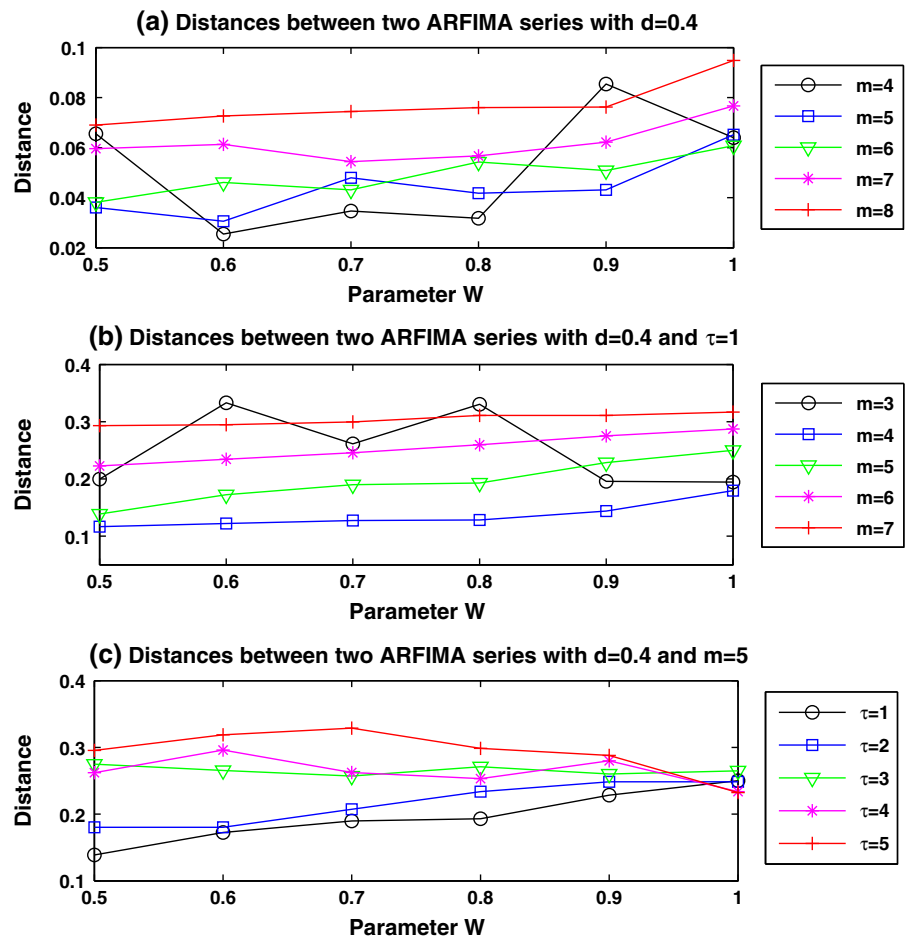 (a) Distances between two ARFIMA series with d=0.4
0.1
0.08
0.06
0.04
0.02
Distance
0.5 0.6 0.7 0.8 0.9 1
Parameter W
m=4
m=5
m=6
m=7
m=8
(b) Distances between two ARFIMA series with d=0.4 and τ=1
0.4
0.3
0.2
0.1
Distance
0.5 0.6 0.7 0.8 0.9 1
Parameter W
m=3
m=4
m=5
m=6
m=7
(c) Distances between two ARFIMA series with d=0.4 and m=5
0.4
0.3
0.2
0.1
Distance
0.5 0.6 0.7 0.8 0.9 1
Parameter W
τ=1
τ=2
τ=3
τ=4
τ=5